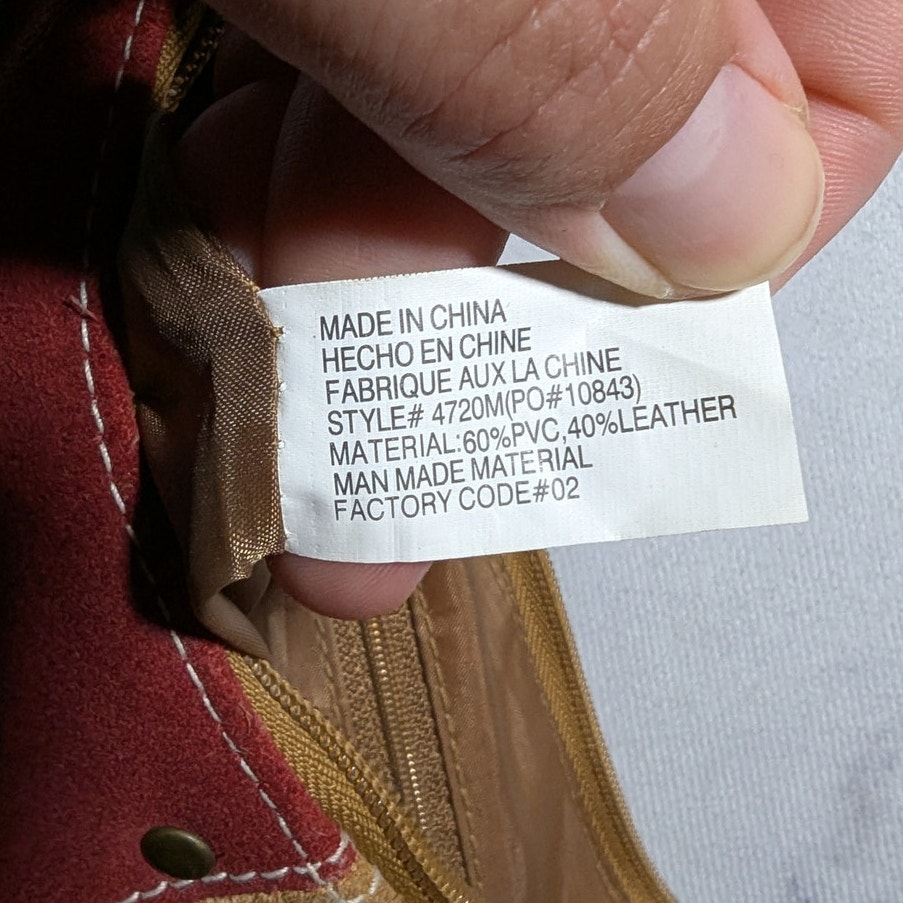 MADE IN CHINA
HECHO EN CHINE
FABRIQUE AUX LA CHINE
STYLE# 4720M(PO#10843)
MATERIAL:60%PVC,40%LEATHER
MAN MADE MATERIAL
FACTORY CODE#02